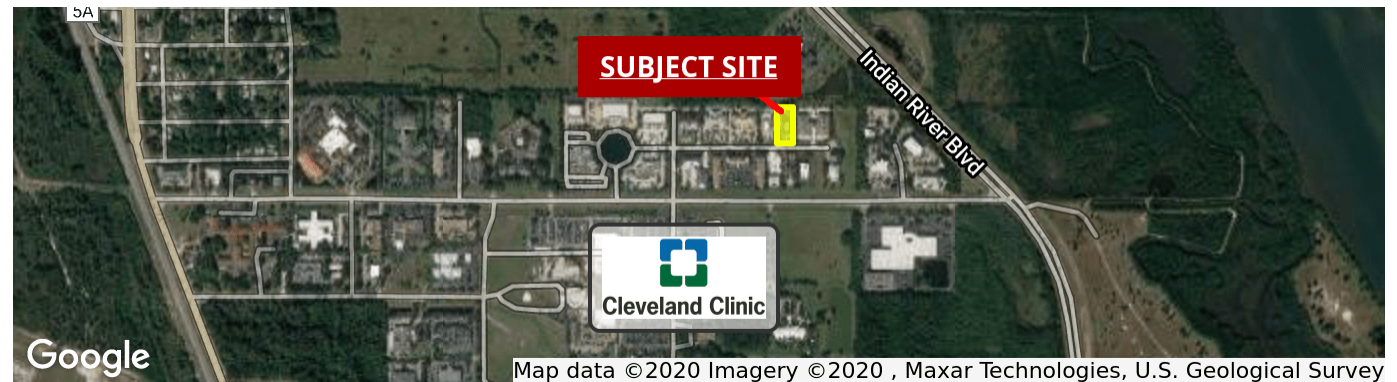 5A
SUBJECT SITE
Indian River Blvd
Cleveland Clinic
Google
Map data ©2020 Imagery ©2020 , Maxar Technologies, U.S. Geological Survey